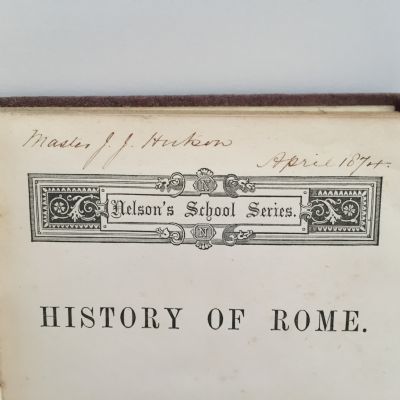 Master J. J.
April 1874.
Nelson's School Series.
HISTORY OF ROME.